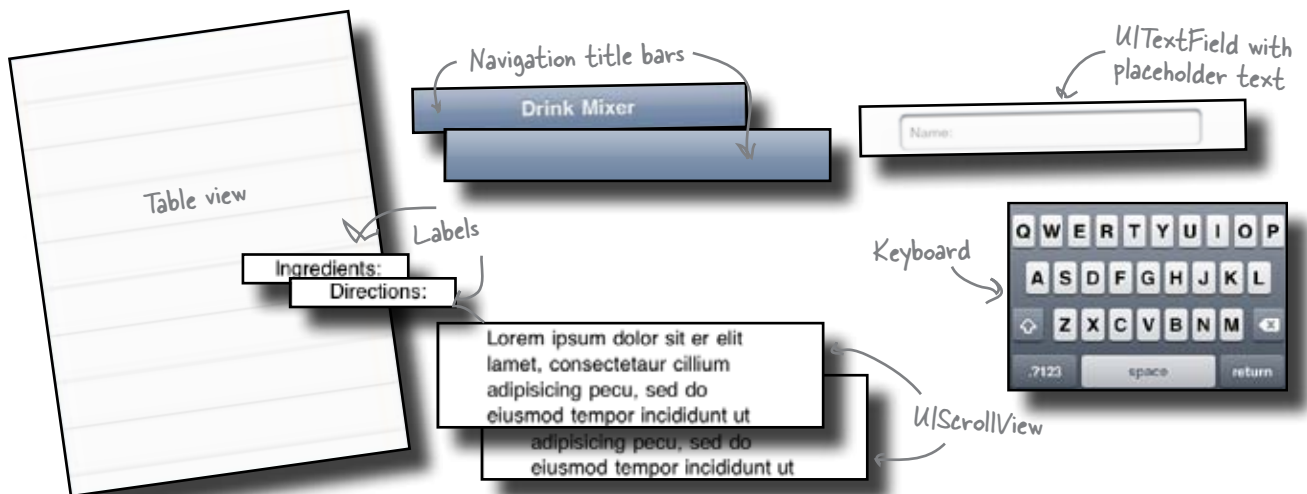 Navigation title bars
UITextField with
placeholder text
Drink Mixer
Name:
Table view
Labels
Ingredients:
Directions:
Keyboard
Q W E R T Y U I O P
A S D F G H J K L
Z X C V B N M
.?123 space return
Lorem ipsum dolor sit er elit
lamet, consectetaur cillium
adipisicing pecu, sed do
eiusmod tempor incididunt ut
adipisicing pecu, sed do
eiusmod tempor incididunt ut
UIScrollView